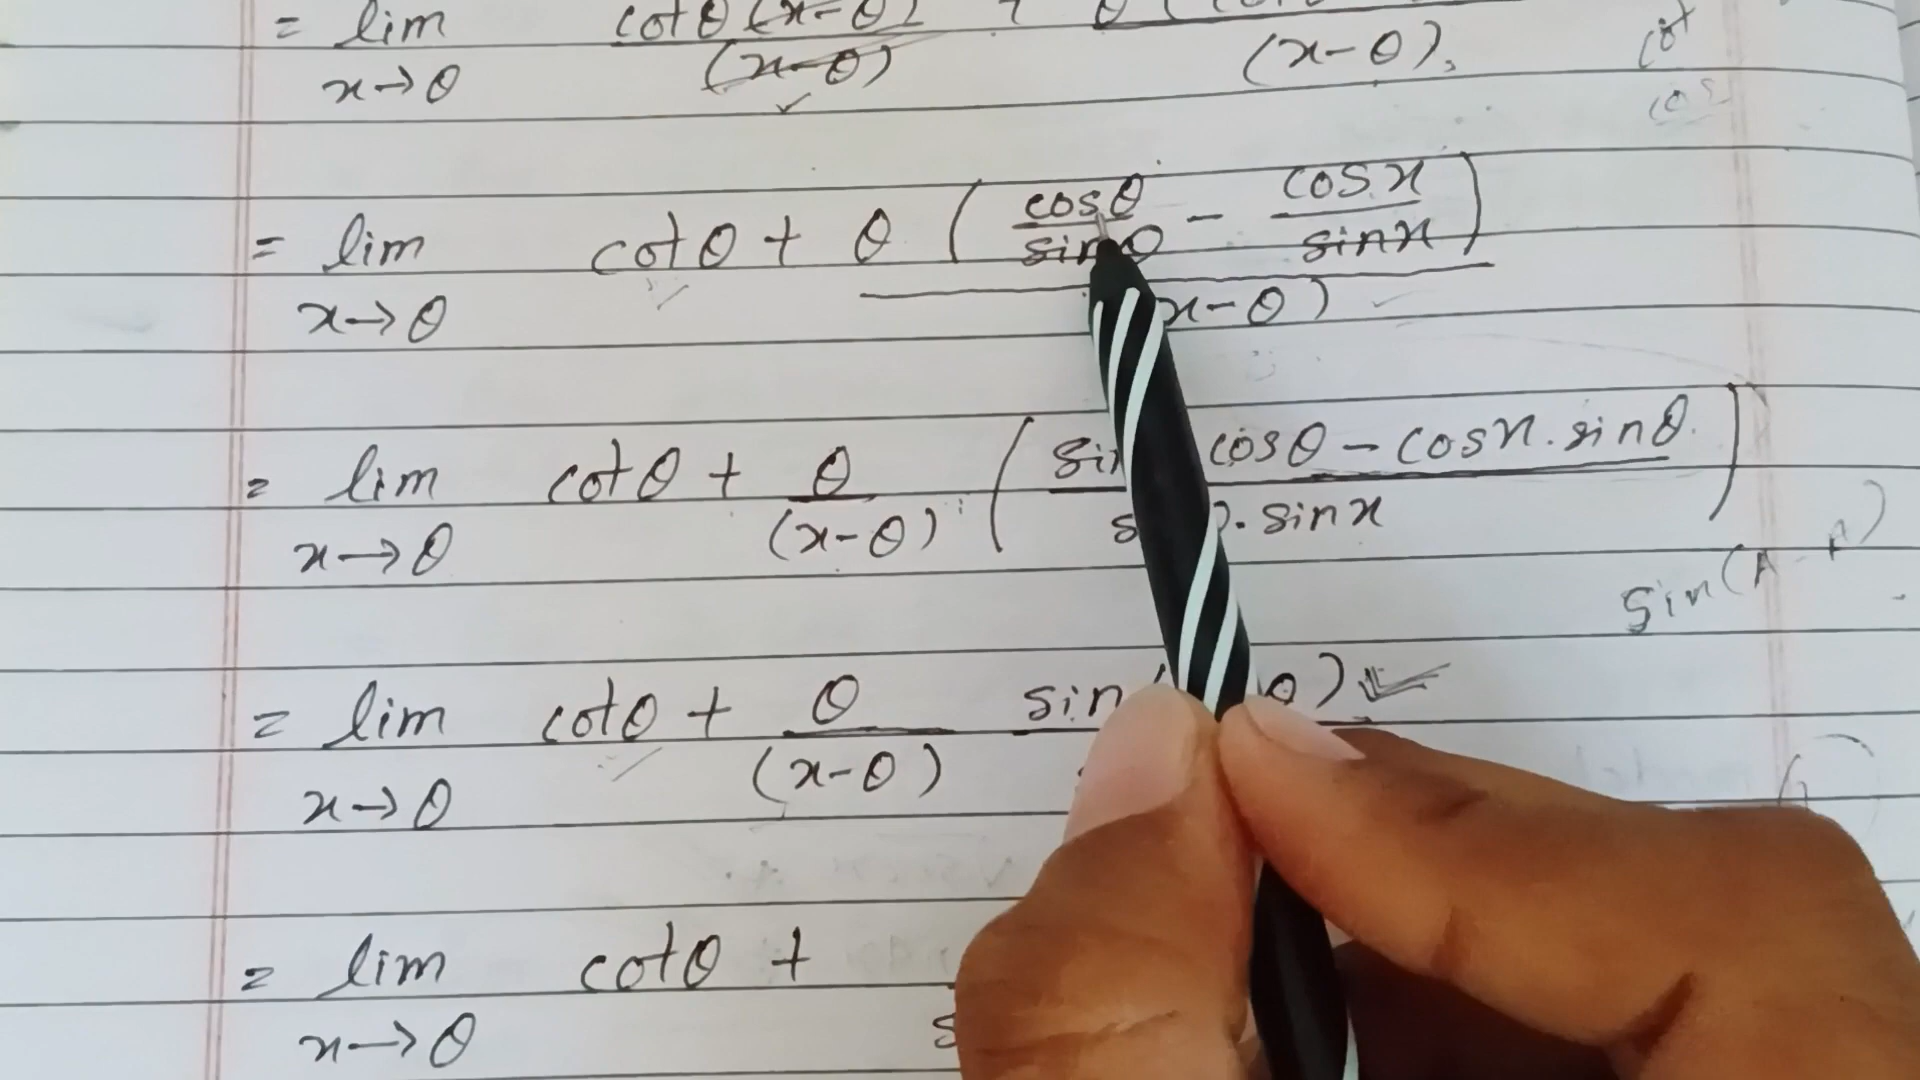 = lim cotθ(x-θ) + θ (
x→θ (x-θ) (x-θ),
cot
cos
= lim cotθ + θ ( cosθ/sinθ - cosx/sinx )
x→θ x-θ)
= lim cotθ + θ/(x-θ) . ( cosθ - cosx.sinθ. / . sinx )
x→θ
sin(A - A)
= lim cotθ + θ/(x-θ) sin θ)
x→θ
= lim cotθ +
x→θ